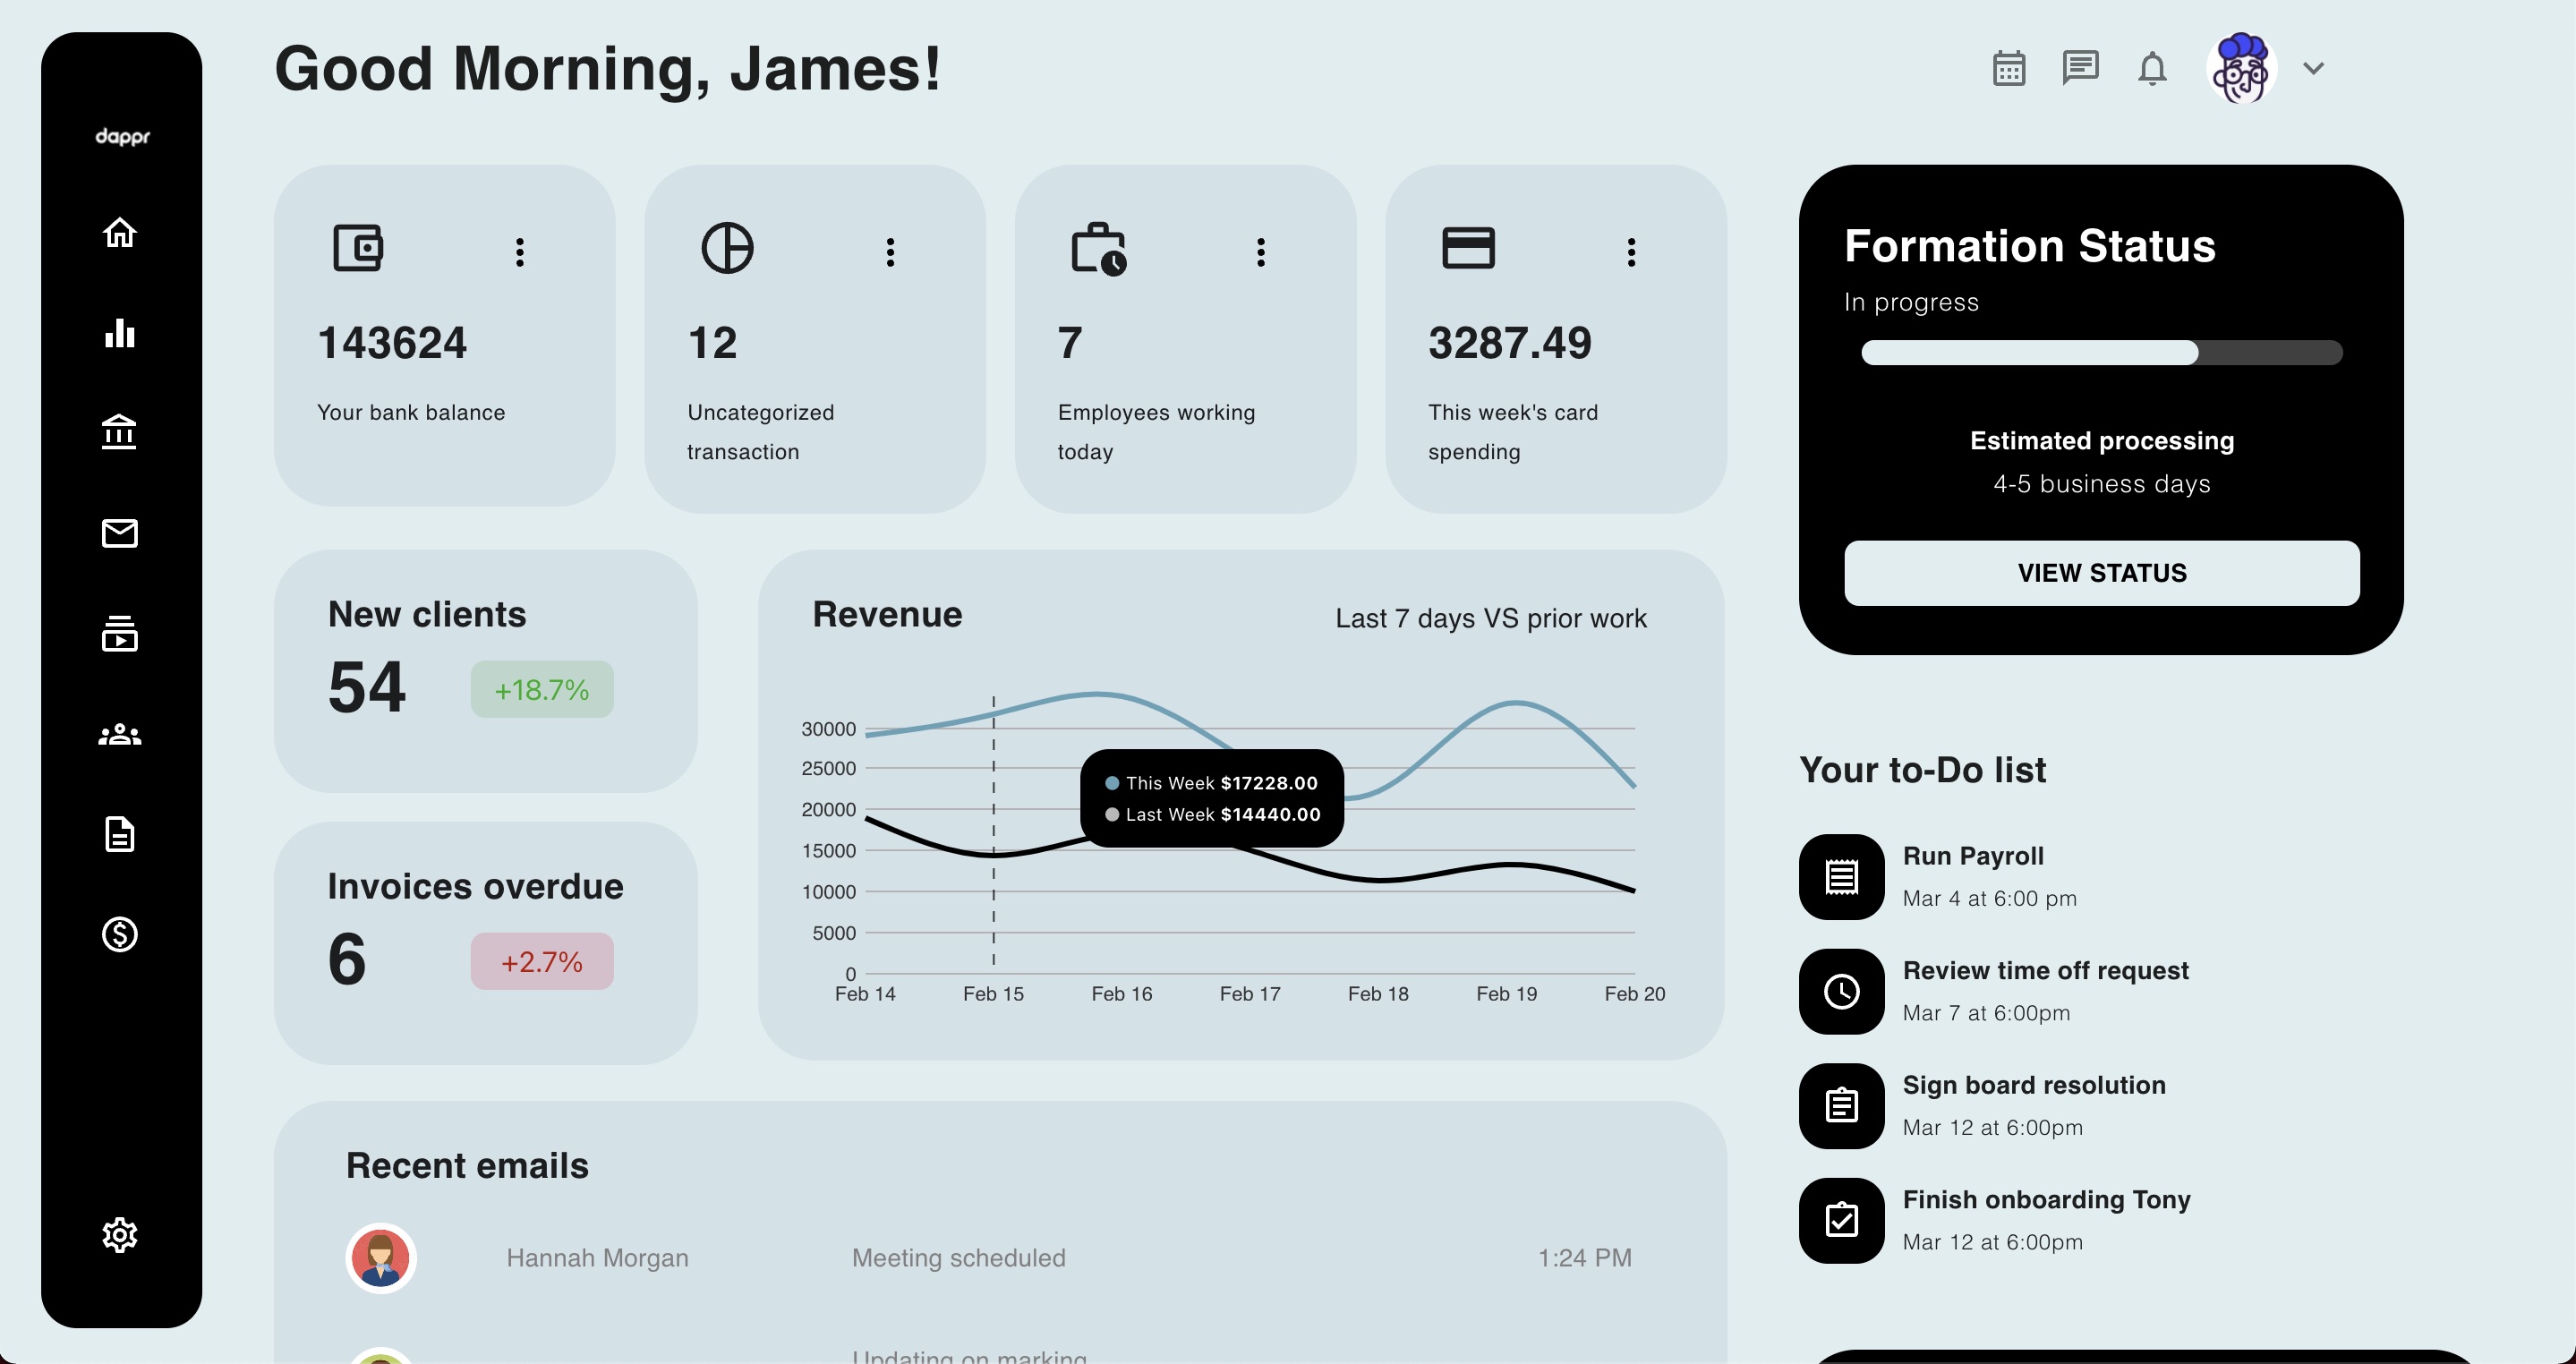 dappr
Good Morning, James!
143624
Your bank balance
12
Uncategorized
transaction
7
Employees working
today
3287.49
This week's card
spending
Formation Status
In progress
Estimated processing
4-5 business days
VIEW STATUS
New clients
54
+18.7%
Invoices overdue
6
+2.7%
Revenue
Last 7 days VS prior work
30000
25000
20000
15000
10000
5000
0
Feb 14 Feb 15 Feb 16 Feb 17 Feb 18 Feb 19 Feb 20
This Week $17228.00
Last Week $14440.00
Your to-Do list
Run Payroll
Mar 4 at 6:00 pm
Review time off request
Mar 7 at 6:00pm
Sign board resolution
Mar 12 at 6:00pm
Finish onboarding Tony
Mar 12 at 6:00pm
Recent emails
Hannah Morgan Meeting scheduled 1:24 PM
Updating on marking